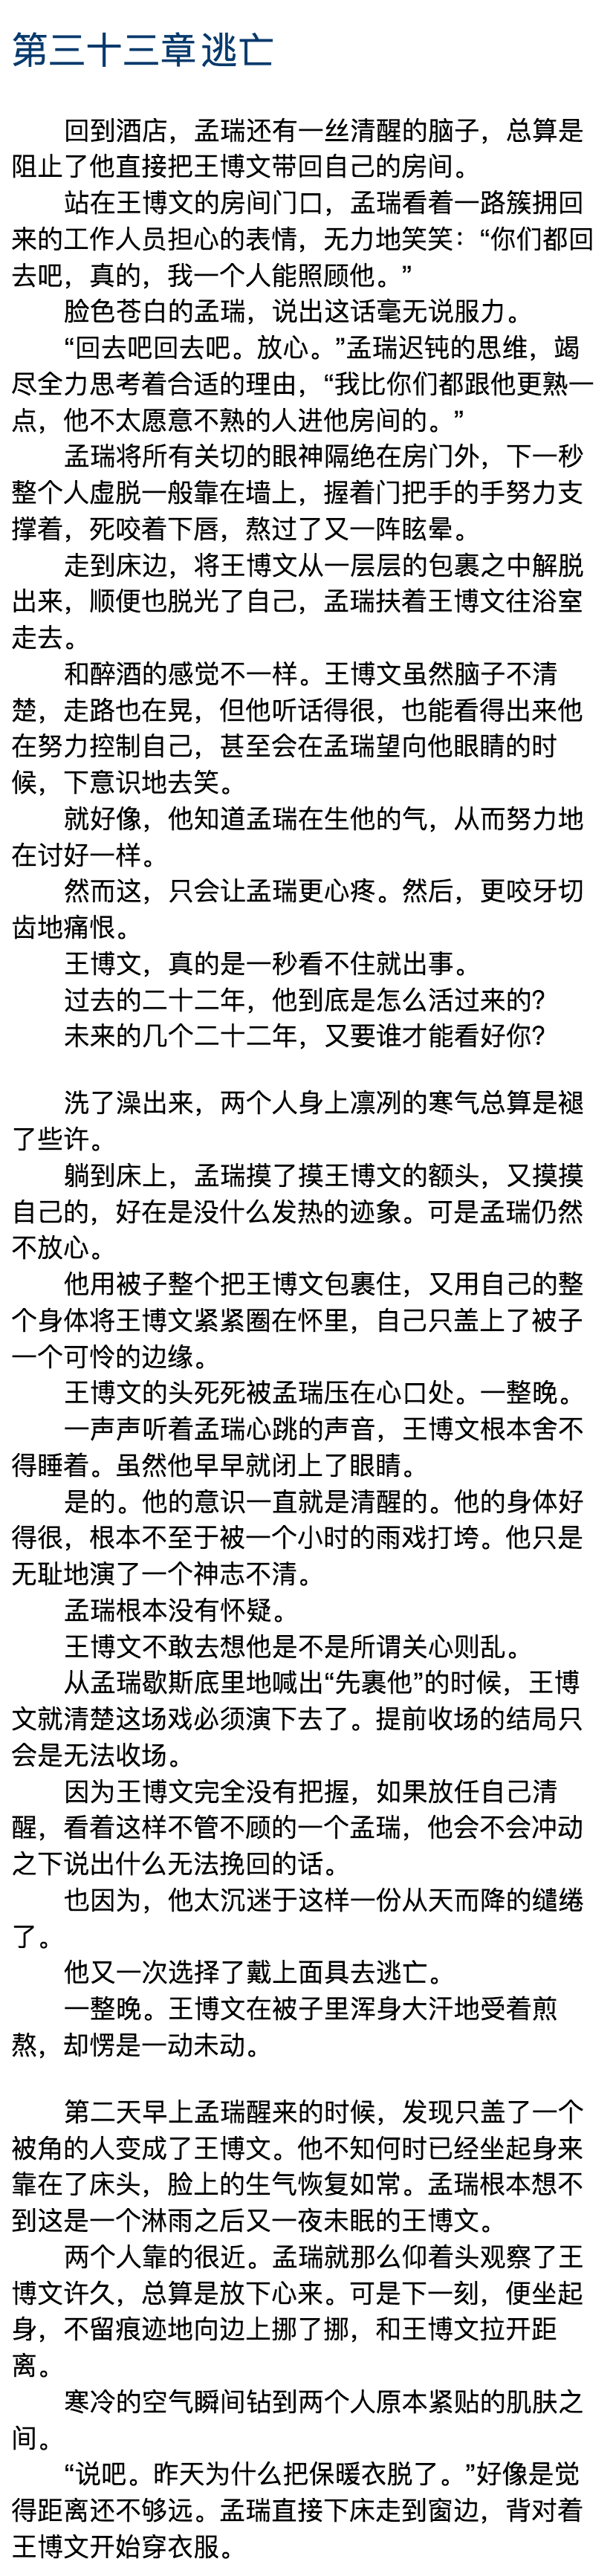 第三十三章 逃亡
回到酒店，孟瑞还有一丝清醒的脑子，总算是
阻止了他直接把王博文带回自己的房间。
站在王博文的房间门口，孟瑞看着一路簇拥回
来的工作人员担心的表情，无力地笑笑：“你们都回
去吧，真的，我一个人能照顾他。”
脸色苍白的孟瑞，说出这话毫无说服力。
“回去吧回去吧。放心。”孟瑞迟钝的思维，竭
尽全力思考着合适的理由，“我比你们都跟他更熟一
点，他不太愿意不熟的人进他房间的。”
孟瑞将所有关切的眼神隔绝在房门外，下一秒
整个人虚脱一般靠在墙上，握着门把手的手努力支
撑着，死咬着下唇，熬过了又一阵眩晕。
走到床边，将王博文从一层层的包裹之中解脱
出来，顺便也脱光了自己，孟瑞扶着王博文往浴室
走去。
和醉酒的感觉不一样。王博文虽然脑子不清
楚，走路也在晃，但他听话得很，也能看得出来他
在努力控制自己，甚至会在孟瑞望向他眼睛的时
候，下意识地去笑。
就好像，他知道孟瑞在生他的气，从而努力地
在讨好一样。
然而这，只会让孟瑞更心疼。然后，更咬牙切
齿地痛恨。
王博文，真的是一秒看不住就出事。
过去的二十二年，他到底是怎么活过来的？
未来的几个二十二年，又要谁才能看好你？
洗了澡出来，两个人身上凛冽的寒气总算是褪
了些许。
躺到床上，孟瑞摸了摸王博文的额头，又摸摸
自己的，好在是没什么发热的迹象。可是孟瑞仍然
不放心。
他用被子整个把王博文包裹住，又用自己的整
个身体将王博文紧紧圈在怀里，自己只盖上了被子
一个可怜的边缘。
王博文的头死死被孟瑞压在心口处。一整晚。
一声声听着孟瑞心跳的声音，王博文根本舍不
得睡着。虽然他早早就闭上了眼睛。
是的。他的意识一直就是清醒的。他的身体好
得很，根本不至于被一个小时的雨戏打垮。他只是
无耻地演了一个神志不清。
孟瑞根本没有怀疑。
王博文不敢去想他是不是所谓关心则乱。
从孟瑞歇斯底里地喊出“先裹他”的时候，王博
文就清楚这场戏必须演下去了。提前收场的结局只
会是无法收场。
因为王博文完全没有把握，如果放任自己清
醒，看着这样不管不顾的一个孟瑞，他会不会冲动
之下说出什么无法挽回的话。
也因为，他太沉迷于这样一份从天而降的缱绻
了。
他又一次选择了戴上面具去逃亡。
一整晚。王博文在被子里浑身大汗地受着煎
熬，却愣是一动未动。
第二天早上孟瑞醒来的时候，发现只盖了一个
被角的人变成了王博文。他不知何时已经坐起身来
靠在了床头，脸上的生气恢复如常。孟瑞根本想不
到这是一个淋雨之后又一夜未眠的王博文。
两个人靠的很近。孟瑞就那么仰着头观察了王
博文许久，总算是放下心来。可是下一刻，便坐起
身，不留痕迹地向边上挪了挪，和王博文拉开距
离。
寒冷的空气瞬间钻到两个人原本紧贴的肌肤之
间。
“说吧。昨天为什么把保暖衣脱了。”好像是觉
得距离还不够远。孟瑞直接下床走到窗边，背对着
王博文开始穿衣服。